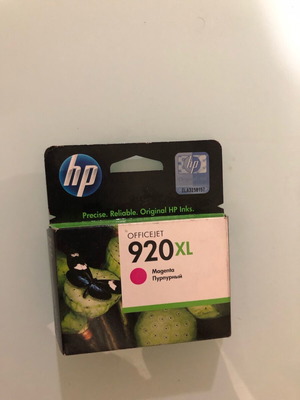 hp
Precise. Reliable. Original HP Inks.
OFFICEJET
920XL
Magenta
Пурпурный